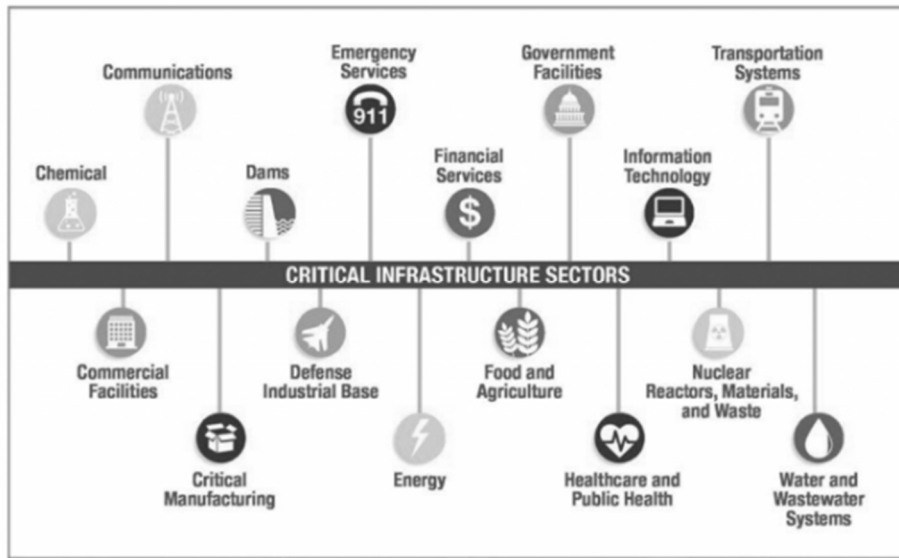 Communications
Emergency
Services
Government
Facilities
Transportation
Systems
911
Chemical
Dams
Financial
Services
Information
Technology
$
CRITICAL INFRASTRUCTURE SECTORS
Commercial
Facilities
Defense
Industrial Base
Food and
Agriculture
Nuclear
Reactors, Materials,
and Waste
Critical
Manufacturing
Energy
Healthcare and
Public Health
Water and
Wastewater
Systems